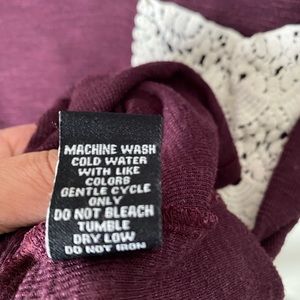 MACHINE WASH
COLD WATER
WITH LIKE
COLORS
GENTLE CYCLE
ONLY
DO NOT BLEACH
TUMBLE
DRY LOW
DO NOT IRON